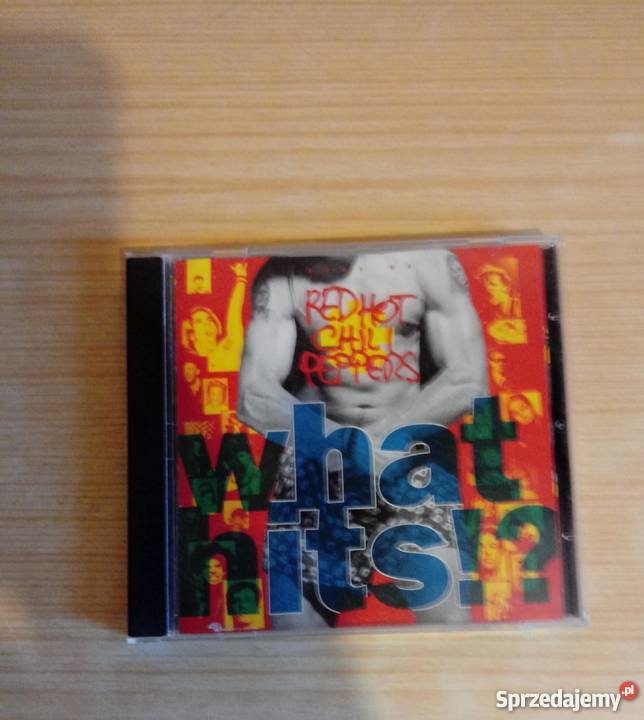 RED HOT
CHILI
PEPPERS
what
hits!?
Sprzedajemy.pl